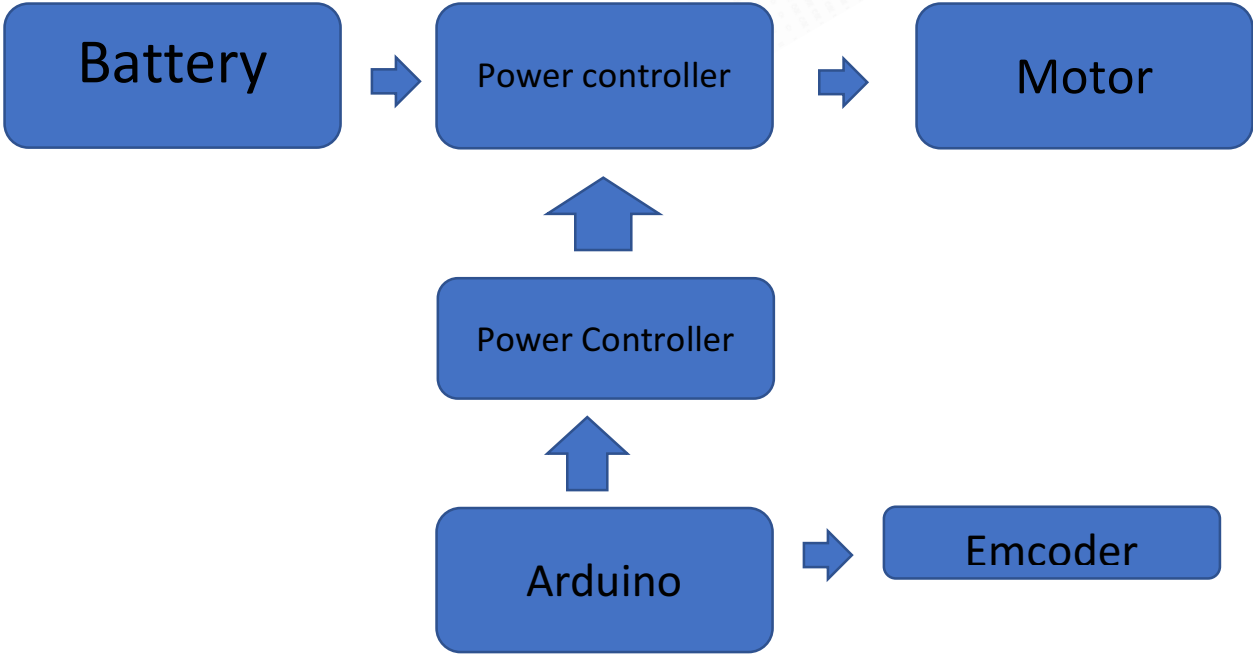 Battery
Power controller
Motor
Power Controller
Arduino
Emcoder